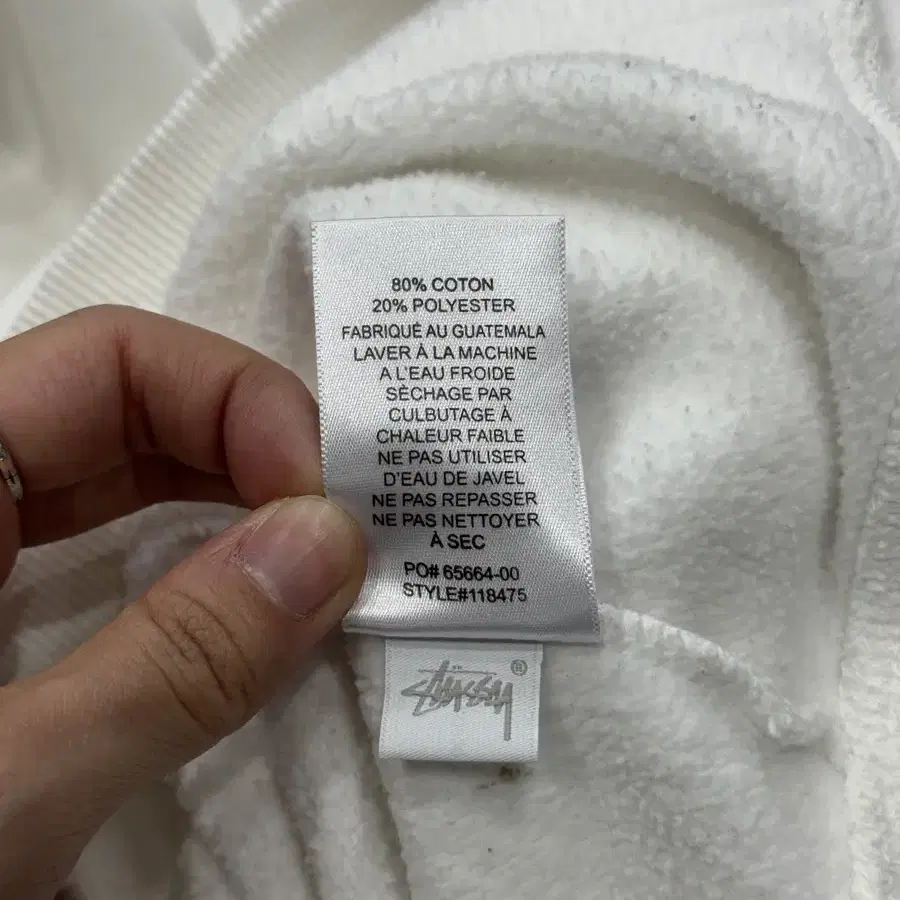 80% COTON
20% POLYESTER
FABRIQUÉ AU GUATEMALA
LAVER À LA MACHINE
A L'EAU FROIDE
SÈCHAGE PAR
CULBUTAGE À
CHALEUR FAIBLE
NE PAS UTILISER
D'EAU DE JAVEL
NE PAS REPASSER
NE PAS NETTOYER
À SEC
PO# 65664-00
STYLE#118475
Stüssy ®